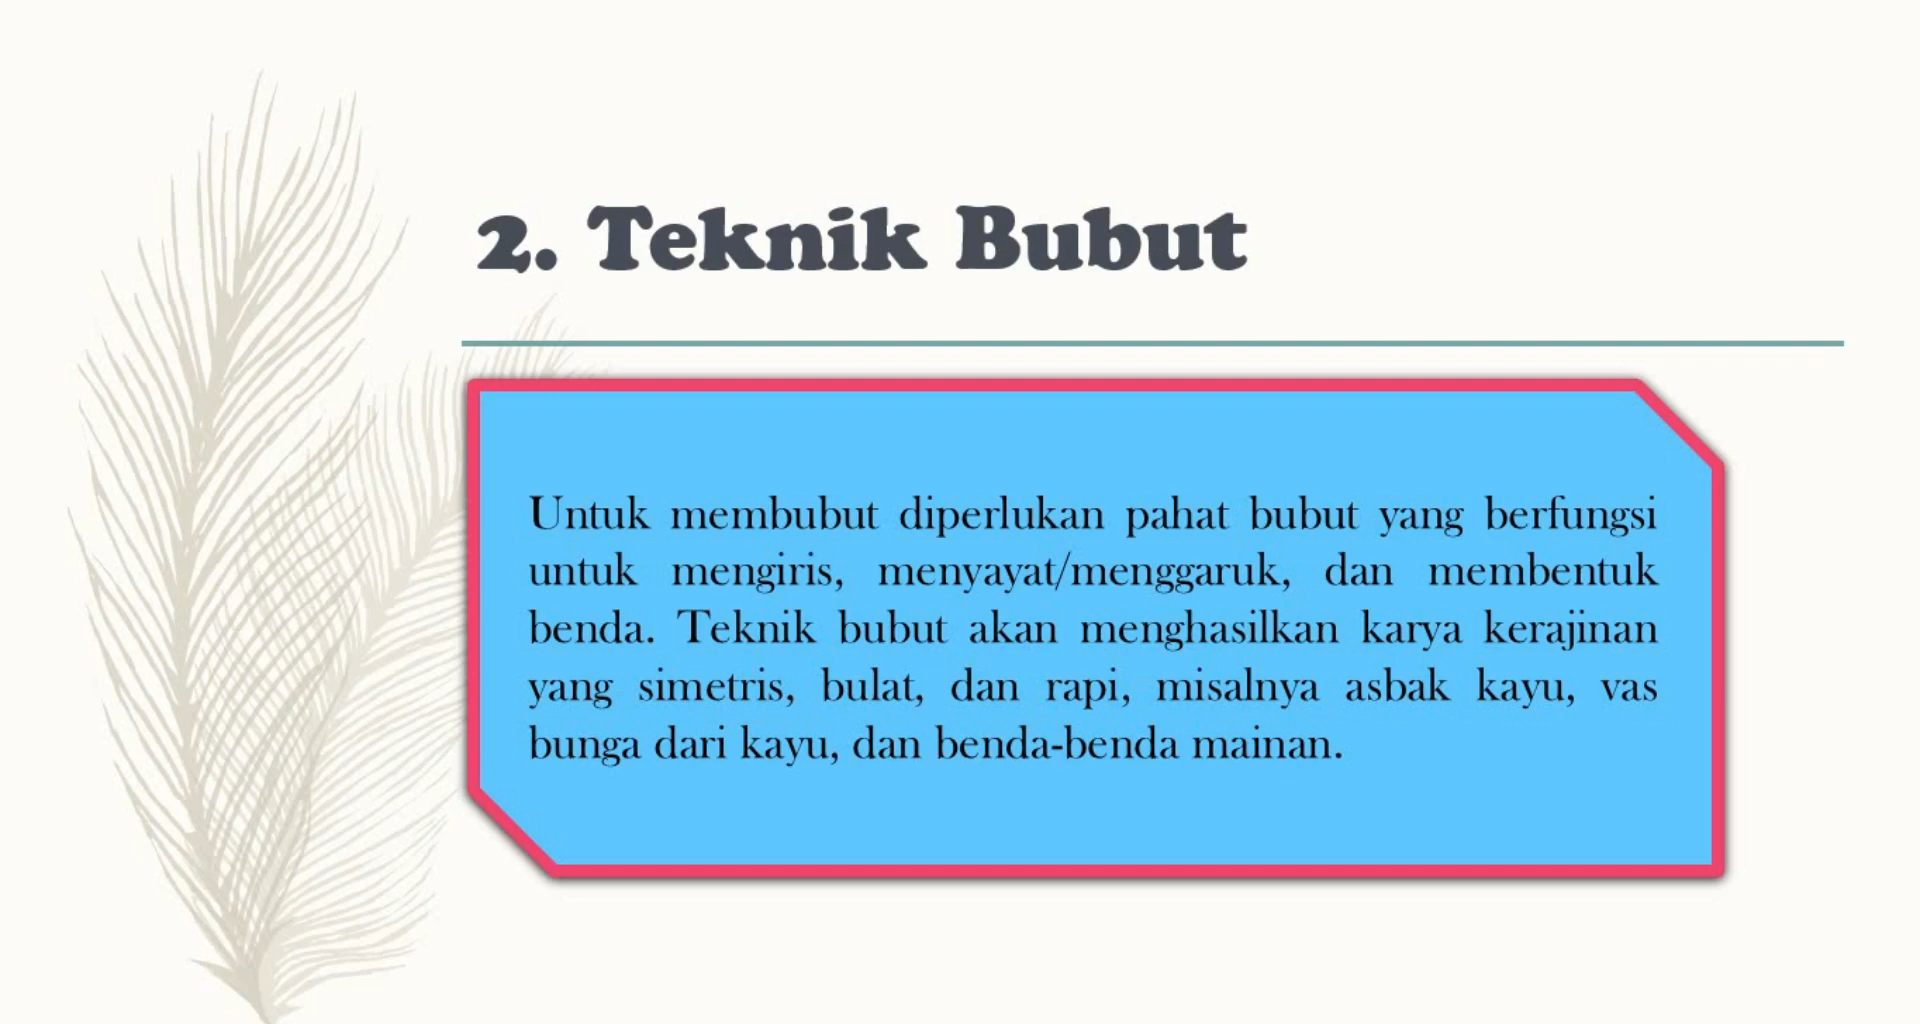 2. Teknik Bubut
Untuk membubut diperlukan pahat bubut yang berfungsi
untuk mengiris, menyayat/menggaruk, dan membentuk
benda. Teknik bubut akan menghasilkan karya kerajinan
yang simetris, bulat, dan rapi, misalnya asbak kayu, vas
bunga dari kayu, dan benda-benda mainan.